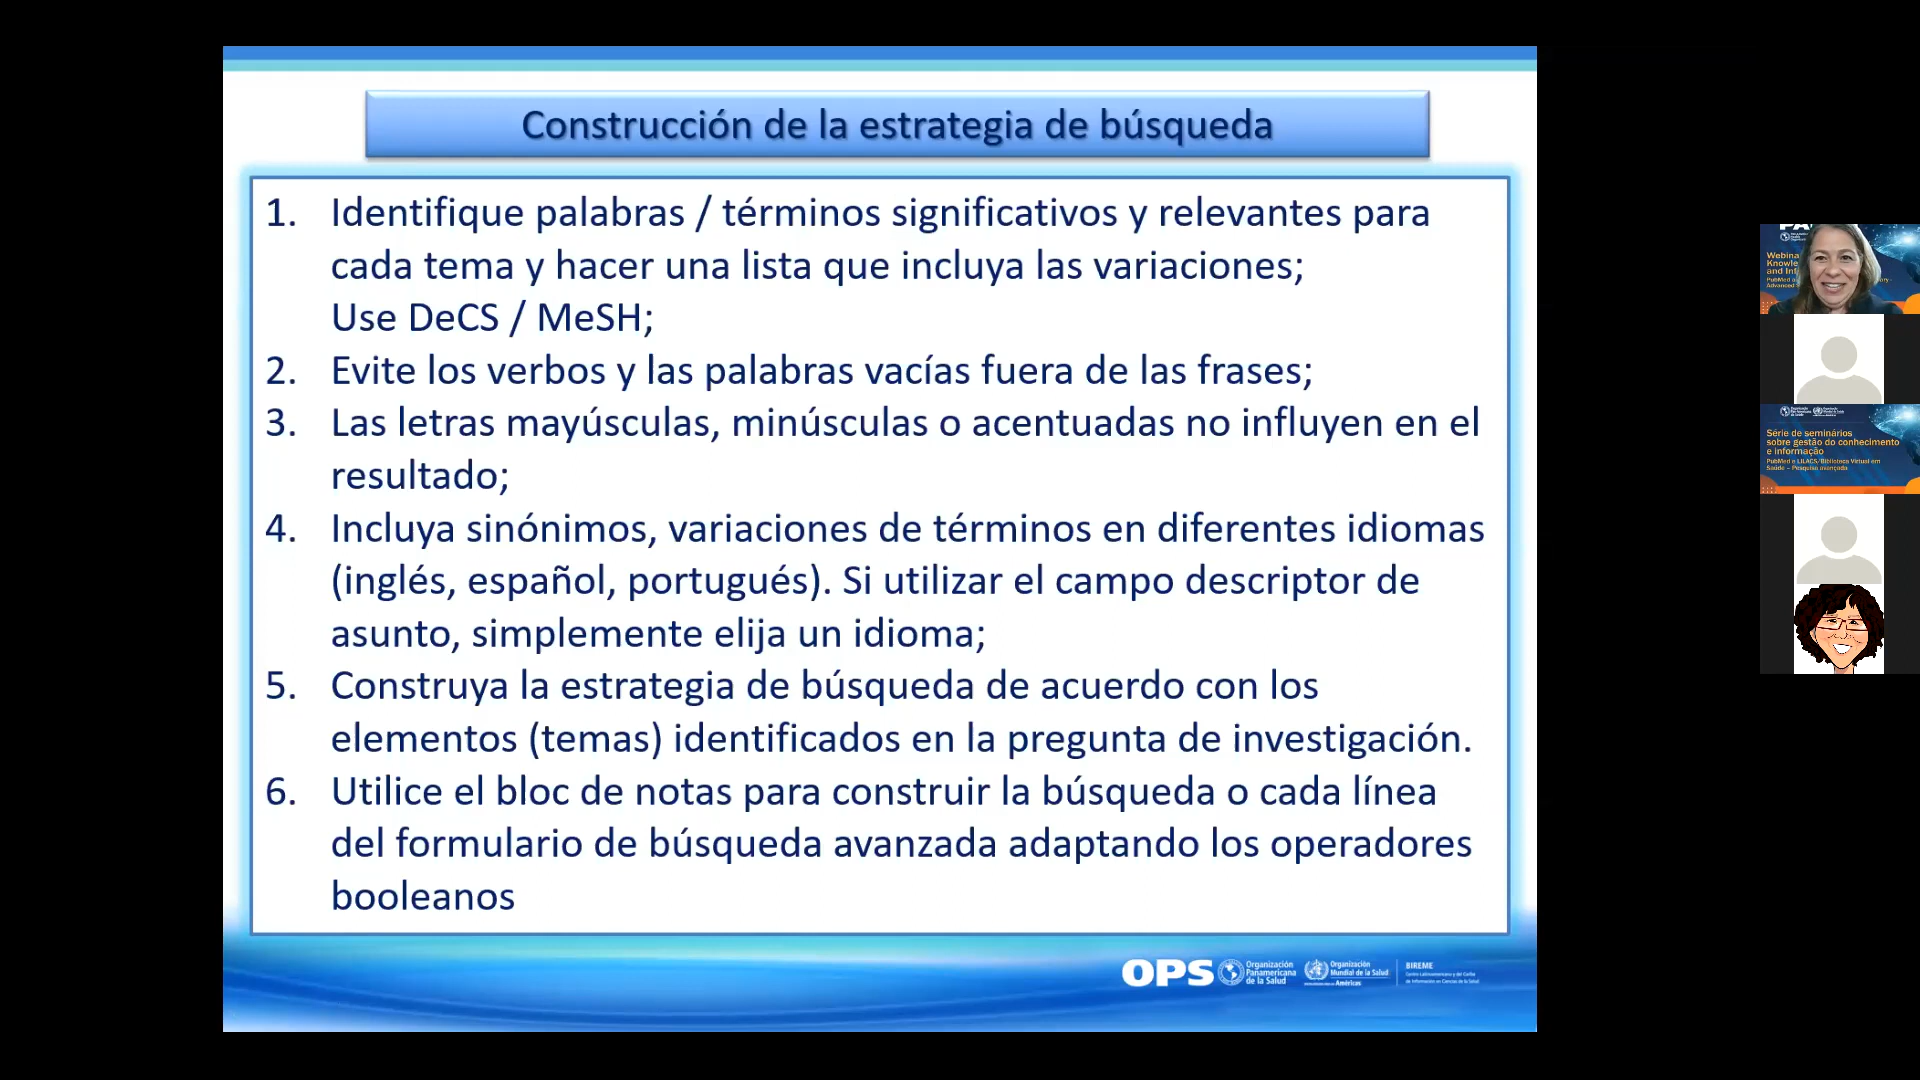 Construcción de la estrategia de búsqueda
1. Identifique palabras / términos significativos y relevantes para
cada tema y hacer una lista que incluya las variaciones;
Use DeCS / MeSH;
2. Evite los verbos y las palabras vacías fuera de las frases;
3. Las letras mayúsculas, minúsculas o acentuadas no influyen en el
resultado;
4. Incluya sinónimos, variaciones de términos en diferentes idiomas
(inglés, español, portugués). Si utilizar el campo descriptor de
asunto, simplemente elija un idioma;
5. Construya la estrategia de búsqueda de acuerdo con los
elementos (temas) identificados en la pregunta de investigación.
6. Utilice el bloc de notas para construir la búsqueda o cada línea
del formulario de búsqueda avanzada adaptando los operadores
booleanos
OPS
Organización
Panamericana
de la Salud
Organización
Mundial de la Salud
Américas
BIREME
Centro Latinoamericano y del Caribe
de Información en Ciencias de la Salud
Série de seminários
sobre gestão do conhecimento
e informação
PubMed e LILACS/Biblioteca Virtual em
Saúde – Pesquisa avançada